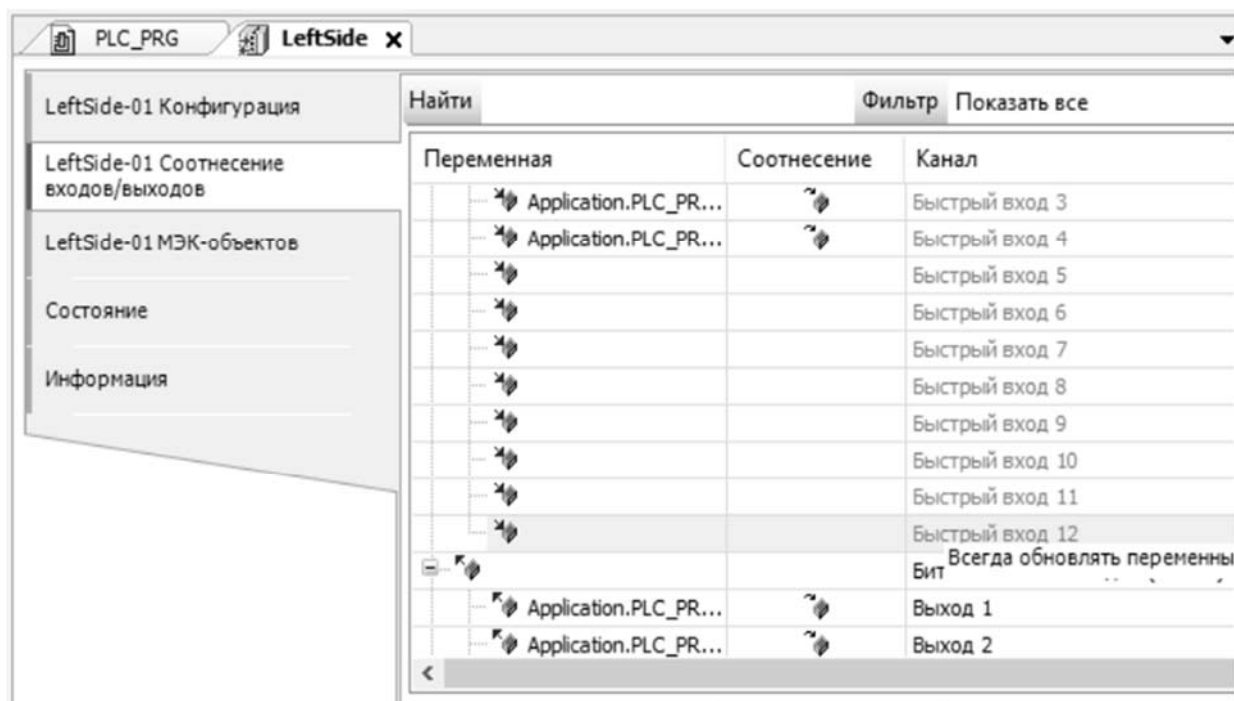 PLC_PRG LeftSide
LeftSide-01 Конфигурация
LeftSide-01 Соотнесение
входов/выходов
LeftSide-01 МЭК-объектов
Состояние
Информация
Найти Фильтр Показать все
Переменная Соотнесение Канал
Application.PLC_PR... Быстрый вход 3
Application.PLC_PR... Быстрый вход 4
Быстрый вход 5
Быстрый вход 6
Быстрый вход 7
Быстрый вход 8
Быстрый вход 9
Быстрый вход 10
Быстрый вход 11
Быстрый вход 12
Всегда обновлять переменны
Бит
Application.PLC_PR... Выход 1
Application.PLC_PR... Выход 2